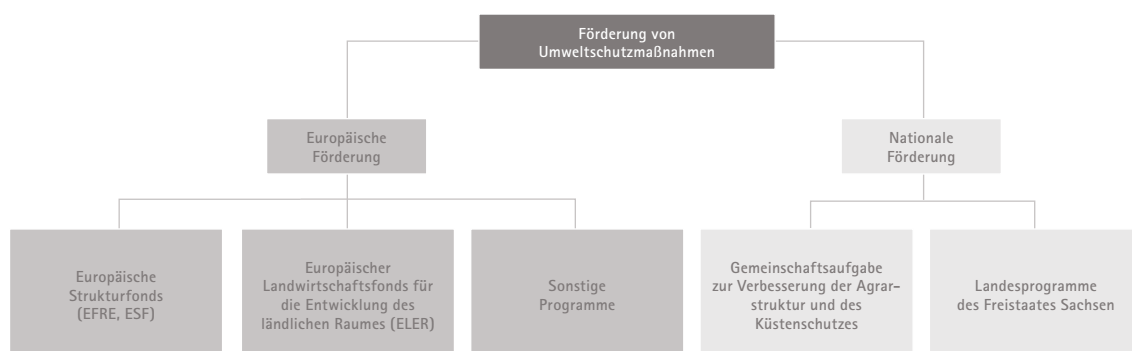 Förderung von
Umweltschutzmaßnahmen
Europäische
Förderung
Nationale
Förderung
Europäische
Strukturfonds
(EFRE, ESF)
Europäischer
Landwirtschaftsfonds für
die Entwicklung des
ländlichen Raumes (ELER)
Sonstige
Programme
Gemeinschaftsaufgabe
zur Verbesserung der Agrar-
struktur und des
Küstenschutzes
Landesprogramme
des Freistaates Sachsen